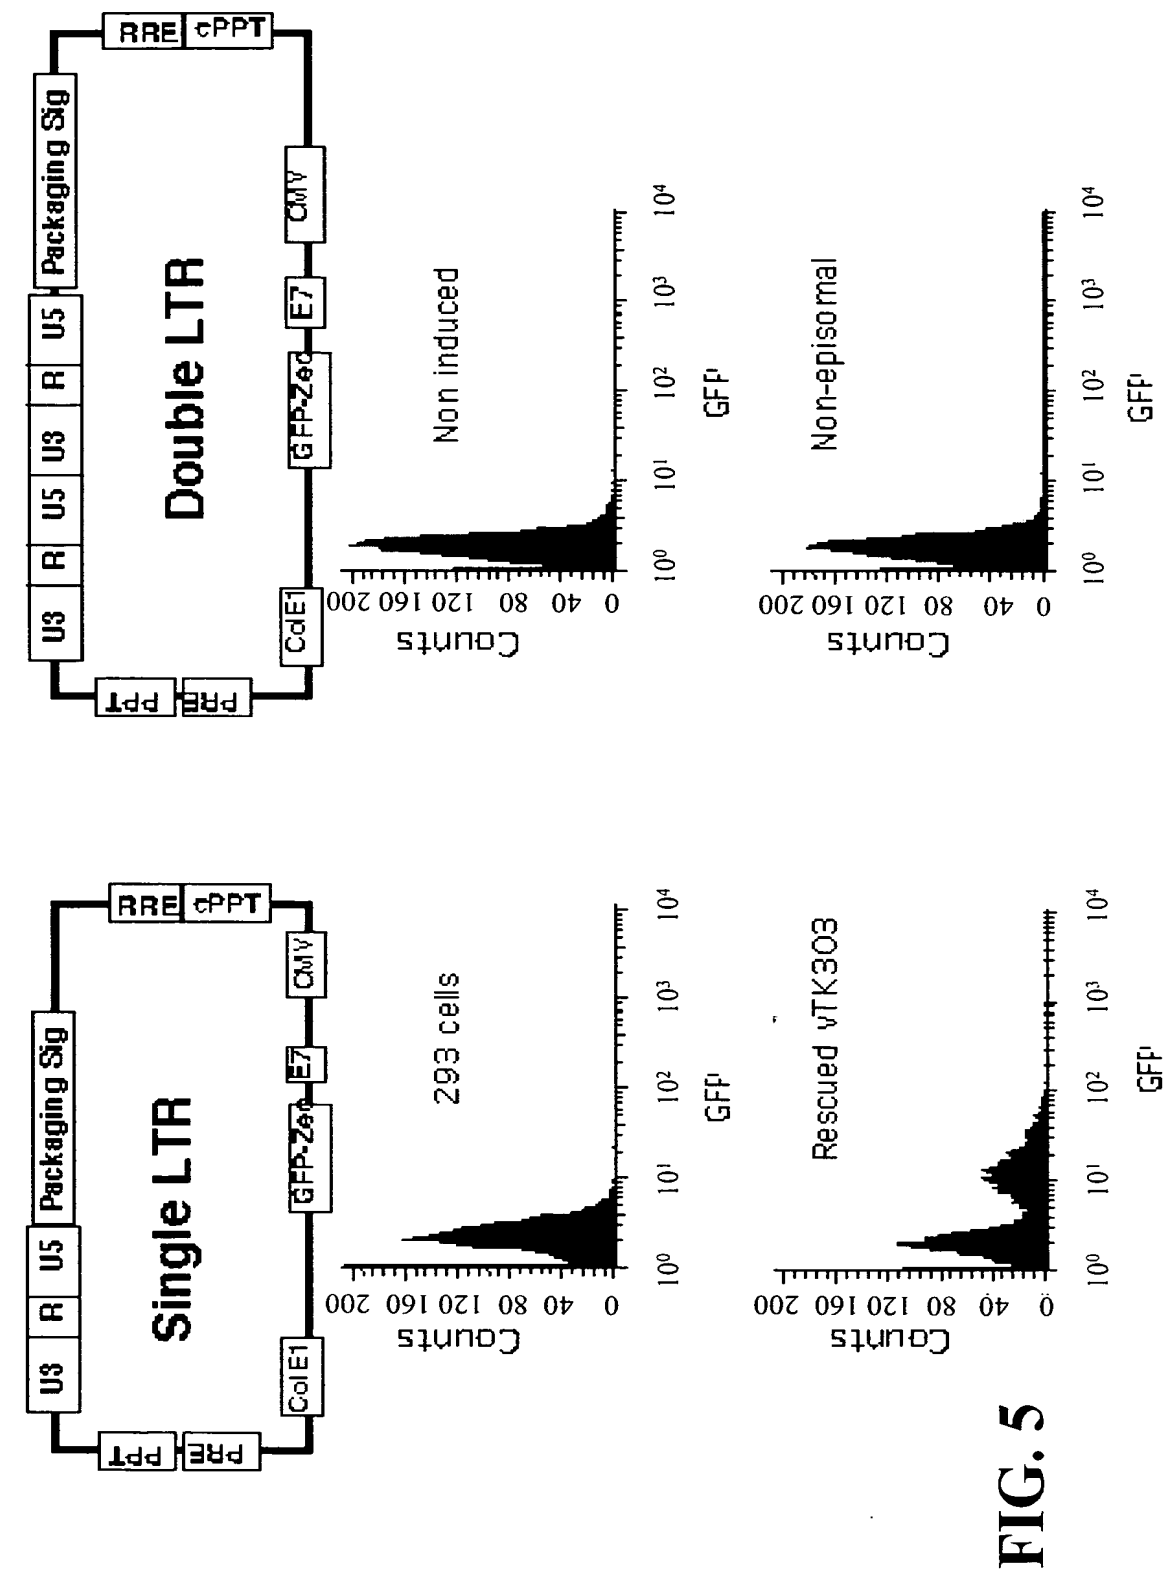 U3 R U5 Packaging Sig
PPT
PRE
RRE
cPPT
Single LTR
ColE1
GFP-Zeo
E7
CMV
U3 R U5 U3 R U5 Packaging Sig
PPT
PRE
RRE
cPPT
Double LTR
ColE1
GFP-Zeo
E7
CMV
293 cells
Counts
0 40 80 120 160 200
10⁰ 10¹ 10² 10³ 10⁴
GFP
Non induced
Counts
0 40 80 120 160 200
10⁰ 10¹ 10² 10³ 10⁴
GFP
Rescued vTK303
Counts
0 40 80 120 160 200
10⁰ 10¹ 10² 10³ 10⁴
GFP
Non-episomal
Counts
0 40 80 120 160 200
10⁰ 10¹ 10² 10³ 10⁴
GFP
FIG. 5